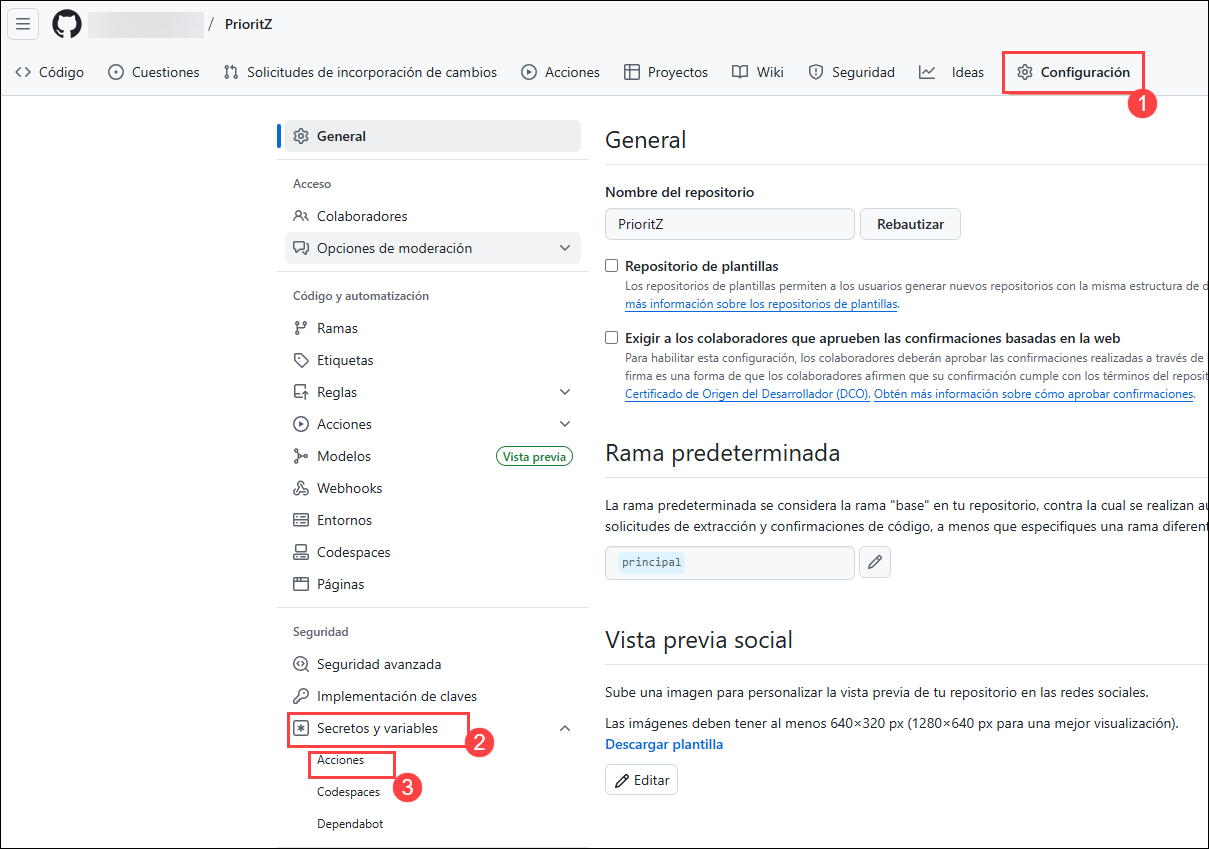 / PrioritZ
Código Cuestiones Solicitudes de incorporación de cambios Acciones Proyectos Wiki Seguridad Ideas Configuración
1
General
Acceso
Colaboradores
Opciones de moderación
Código y automatización
Ramas
Etiquetas
Reglas
Acciones
Modelos Vista previa
Webhooks
Entornos
Codespaces
Páginas
Seguridad
Seguridad avanzada
Implementación de claves
Secretos y variables
2
Acciones
3
Codespaces
Dependabot
General
Nombre del repositorio
PrioritZ Rebautizar
Repositorio de plantillas
Los repositorios de plantillas permiten a los usuarios generar nuevos repositorios con la misma estructura de
más información sobre los repositorios de plantillas.
Exigir a los colaboradores que aprueben las confirmaciones basadas en la web
Para habilitar esta configuración, los colaboradores deberán aprobar las confirmaciones realizadas a través de
firma es una forma de que los colaboradores afirmen que su confirmación cumple con los términos del reposit
Certificado de Origen del Desarrollador (DCO). Obtén más información sobre cómo aprobar confirmaciones.
Rama predeterminada
La rama predeterminada se considera la rama "base" en tu repositorio, contra la cual se realizan au
solicitudes de extracción y confirmaciones de código, a menos que especifiques una rama diferent
principal
Vista previa social
Sube una imagen para personalizar la vista previa de tu repositorio en las redes sociales.
Las imágenes deben tener al menos 640×320 px (1280×640 px para una mejor visualización).
Descargar plantilla
Editar